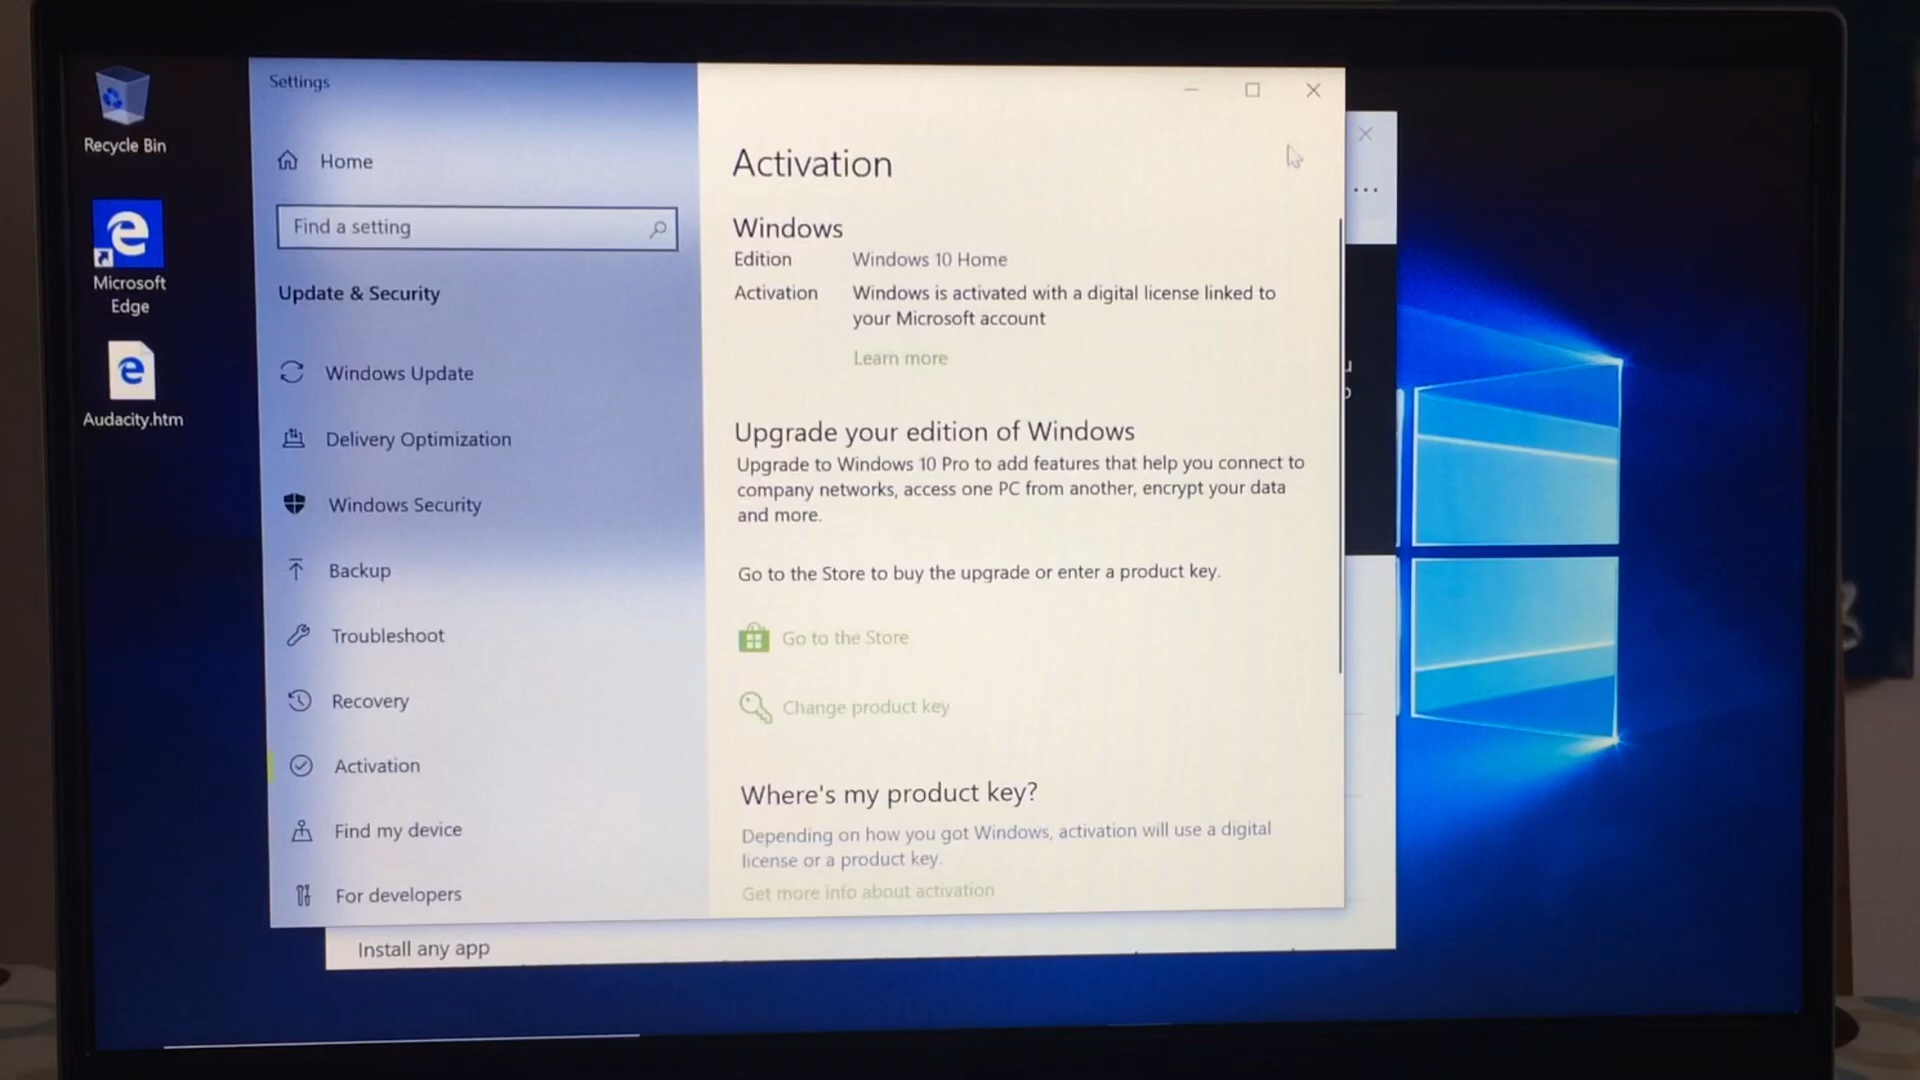 Recycle Bin
Microsoft
Edge
Audacity.htm
Settings
Home
Find a setting
Update & Security
Windows Update
Delivery Optimization
Windows Security
Backup
Troubleshoot
Recovery
Activation
Find my device
For developers
Activation
Windows
Edition Windows 10 Home
Activation Windows is activated with a digital license linked to
your Microsoft account
Learn more
Upgrade your edition of Windows
Upgrade to Windows 10 Pro to add features that help you connect to
company networks, access one PC from another, encrypt your data
and more.
Go to the Store to buy the upgrade or enter a product key.
Go to the Store
Change product key
Where's my product key?
Depending on how you got Windows, activation will use a digital
license or a product key.
Get more info about activation
...
Install any app